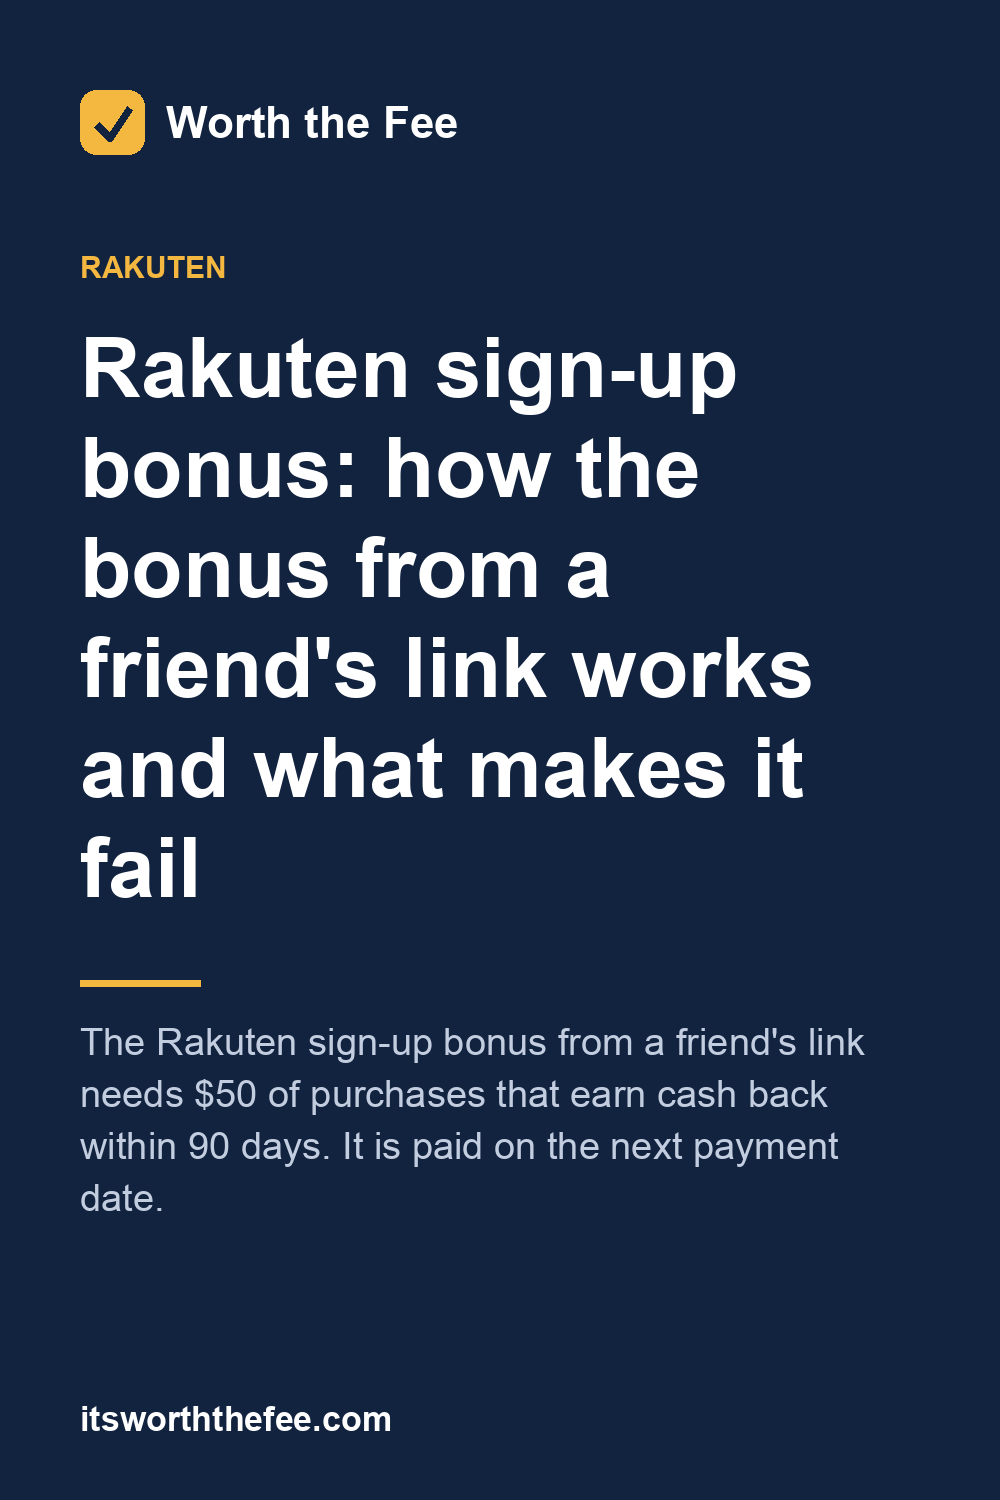 Worth the Fee
RAKUTEN
Rakuten sign-up
bonus: how the
bonus from a
friend's link works
and what makes it
fail
The Rakuten sign-up bonus from a friend's link
needs $50 of purchases that earn cash back
within 90 days. It is paid on the next payment
date.
itsworththefee.com